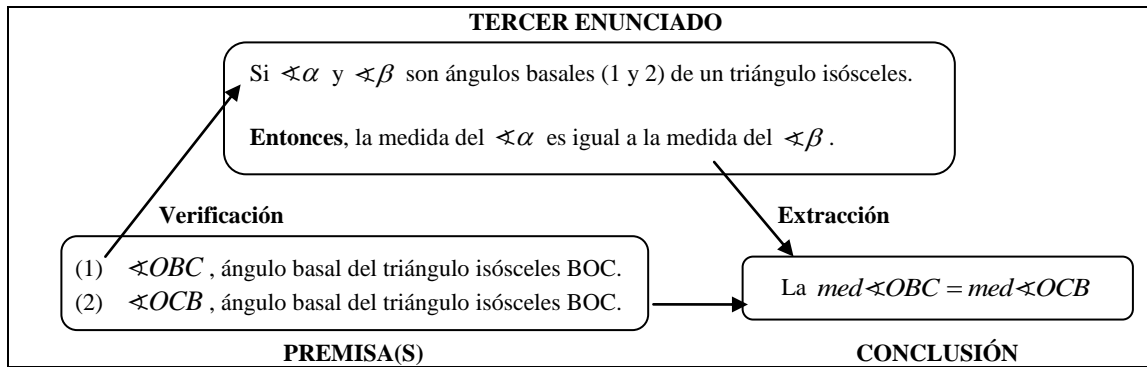 TERCER ENUNCIADO
Si ∢α y ∢β son ángulos basales (1 y 2) de un triángulo isósceles.
Entonces, la medida del ∢α es igual a la medida del ∢β.
Verificación
Extracción
(1) ∢OBC, ángulo basal del triángulo isósceles BOC.
(2) ∢OCB, ángulo basal del triángulo isósceles BOC.
La med∢OBC = med∢OCB
PREMISA(S)
CONCLUSIÓN